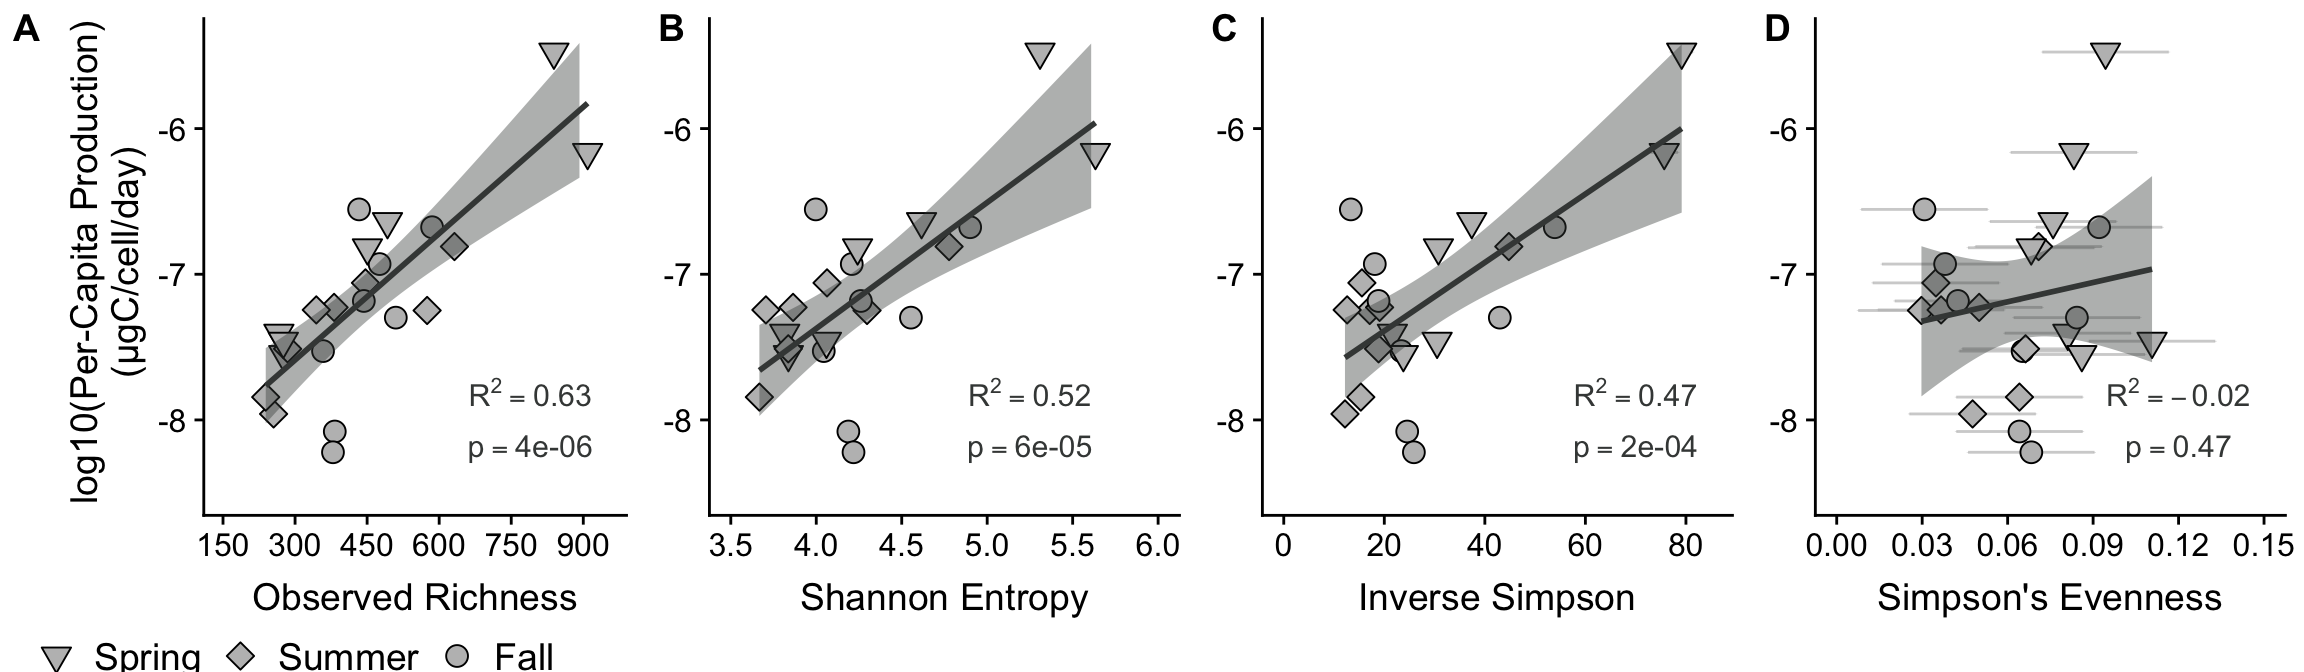 A
B
C
D
log10(Per-Capita Production)
(μgC/cell/day)
-6
-7
-8
R² = 0.63
p = 4e-06
150 300 450 600 750 900
Observed Richness
-6
-7
-8
R² = 0.52
p = 6e-05
3.5 4.0 4.5 5.0 5.5 6.0
Shannon Entropy
-6
-7
-8
R² = 0.47
p = 2e-04
0 20 40 60 80
Inverse Simpson
-6
-7
-8
R² = – 0.02
p = 0.47
0.00 0.03 0.06 0.09 0.12 0.15
Simpson's Evenness
Spring Summer Fall